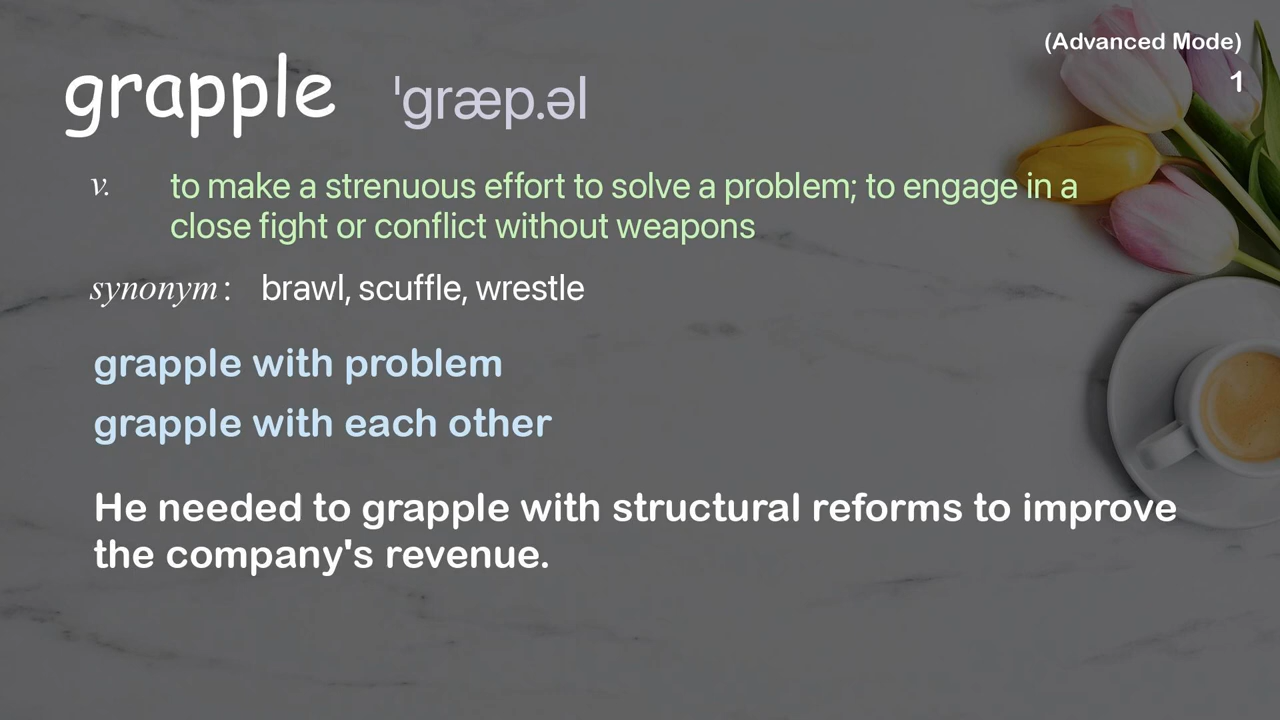 (Advanced Mode)
1
grapple ˈɡræp.əl
v. to make a strenuous effort to solve a problem; to engage in a
close fight or conflict without weapons
synonym : brawl, scuffle, wrestle
grapple with problem
grapple with each other
He needed to grapple with structural reforms to improve
the company's revenue.